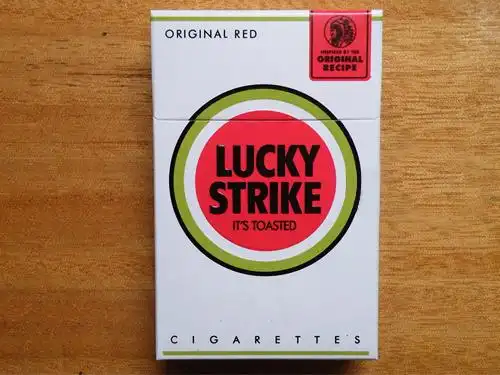 ORIGINAL RED
INSPIRED BY THE
ORIGINAL
RECIPE
LUCKY
STRIKE
IT'S TOASTED
CIGARETTES